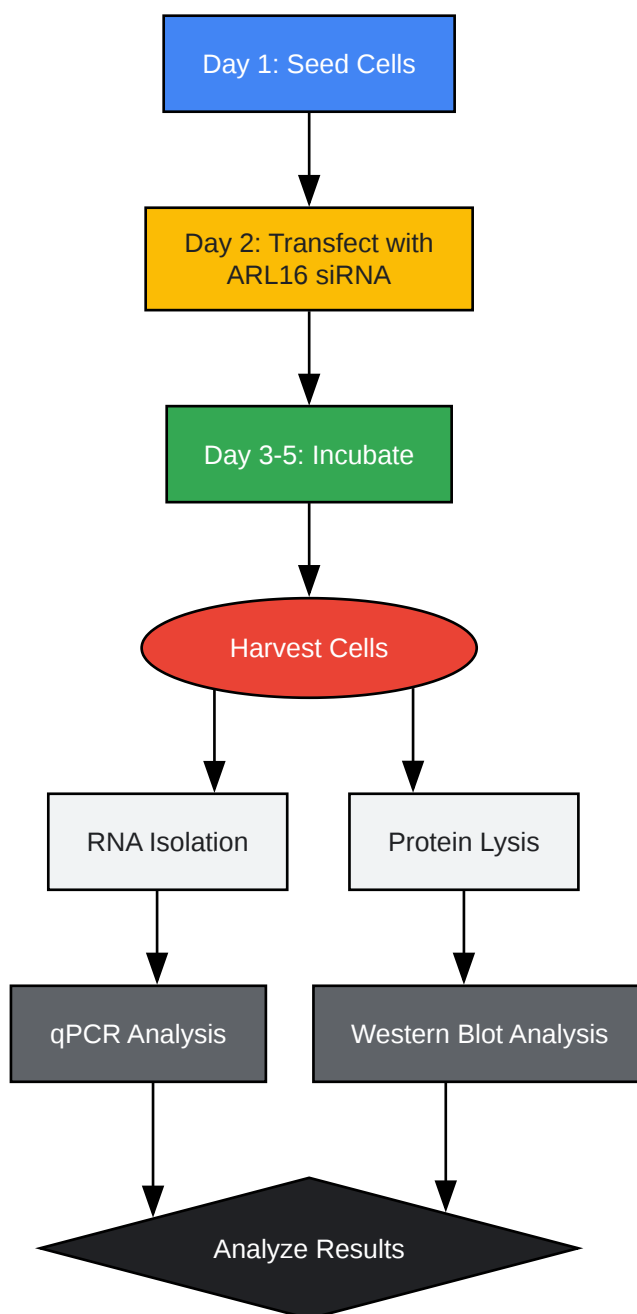 Day 1: Seed Cells
Day 2: Transfect with
ARL16 siRNA
Day 3-5: Incubate
Harvest Cells
RNA Isolation
Protein Lysis
qPCR Analysis
Western Blot Analysis
Analyze Results